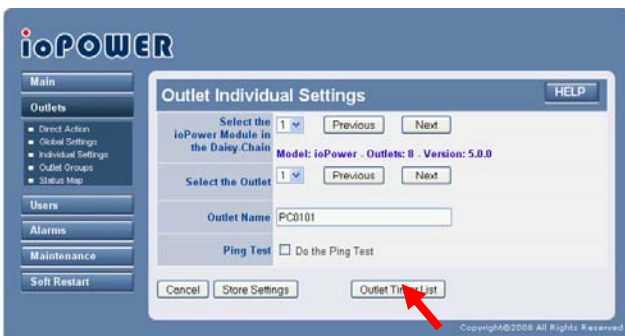 ioPOWER
Main
Outlets
Direct Action
Global Settings
Individual Settings
Outlet Groups
Status Map
Users
Alarms
Maintenance
Soft Restart
Outlet Individual Settings
HELP
Select the ioPower Module in the Daisy-Chain
1 Previous Next
Model: ioPower - Outlets: 8 - Version: 5.0.0
Select the Outlet 1 Previous Next
Outlet Name PC0101
Ping Test Do the Ping Test
Cancel Store Settings Outlet Timer List
Copyright©2008 All Rights Reserved